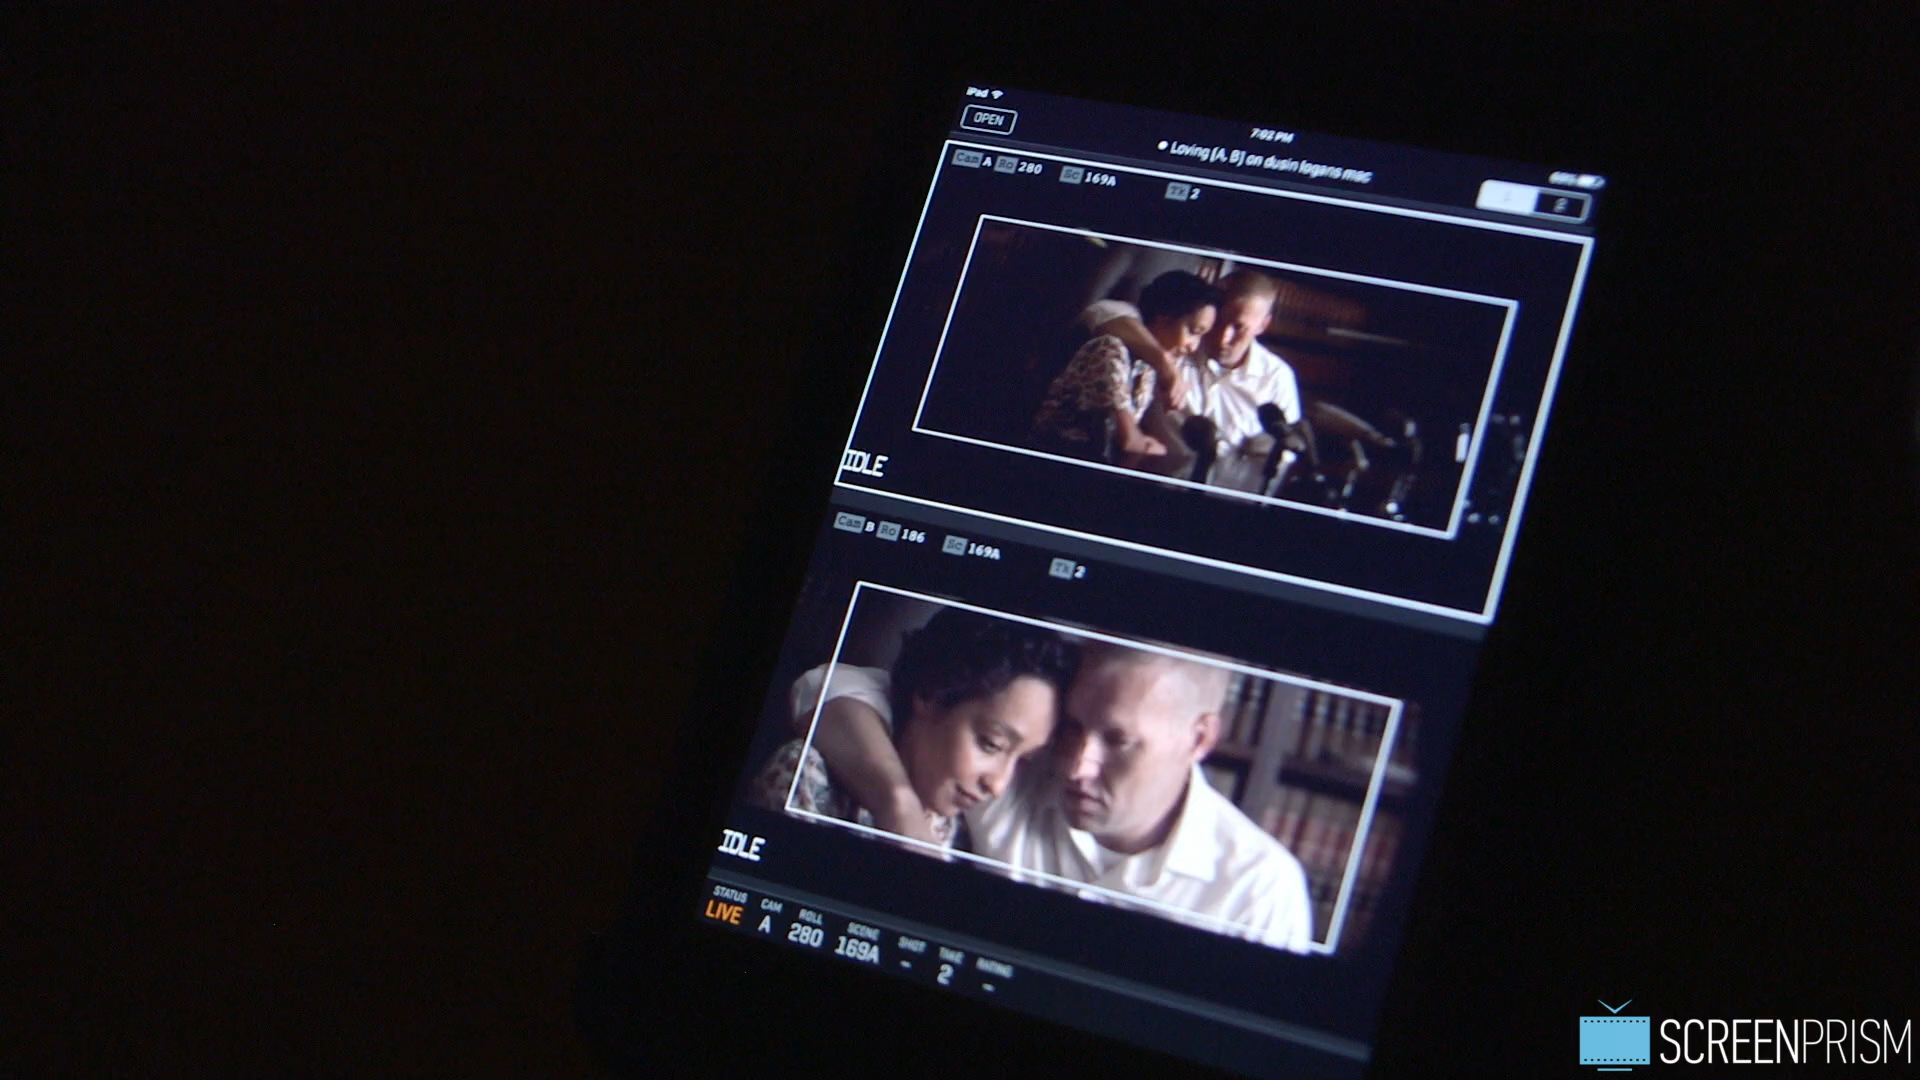 iPad
7:02 PM
OPEN
Loving [A, B] on dusin logans mac
2
Cam A Ro 280 Sc 169A Tk 2
IDLE
Cam B Ro 186 Sc 169A Tk 2
IDLE
STATUS CAM ROLL SCENE SHOT TAKE RATING
LIVE A 280 169A - 2 -
SCREENPRISM